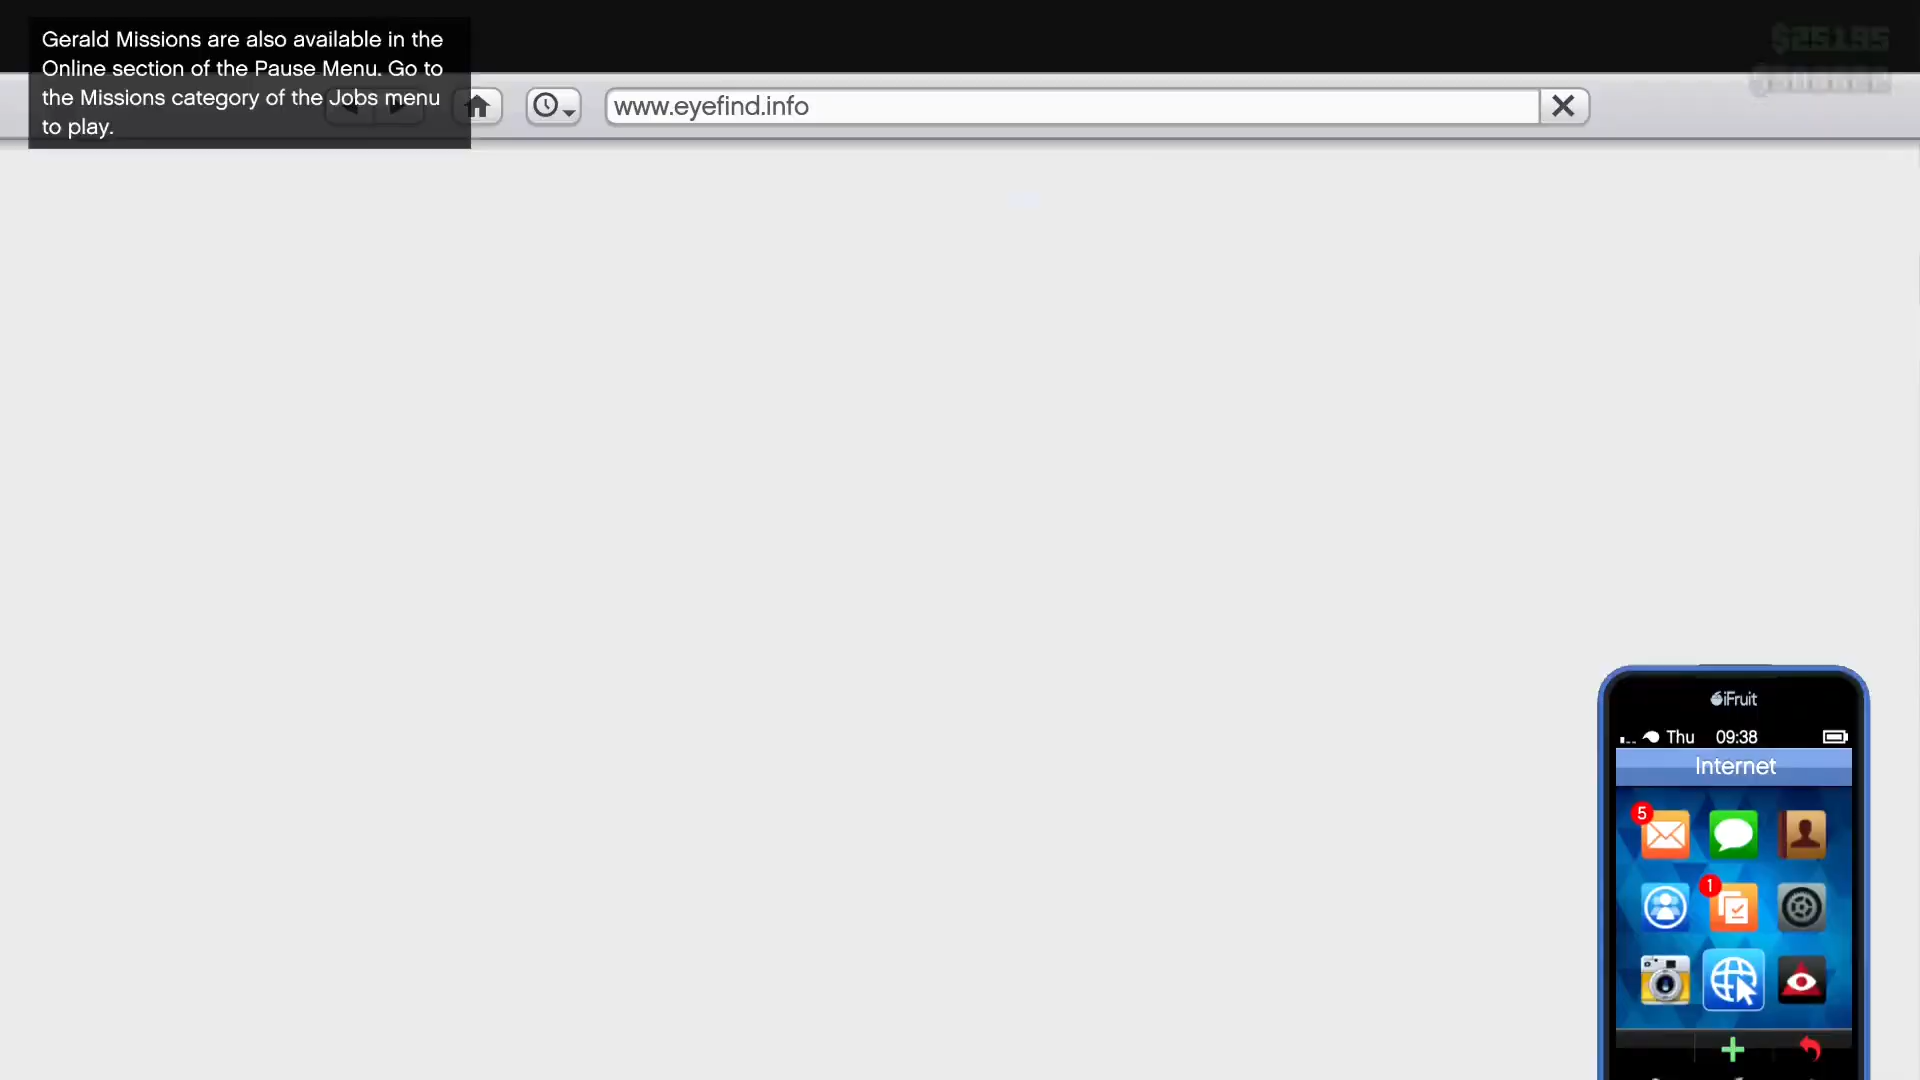 Gerald Missions are also available in the
Online section of the Pause Menu. Go to
the Missions category of the Jobs menu
to play.
www.eyefind.info
iFruit
Thu 09:38
Internet
5
1